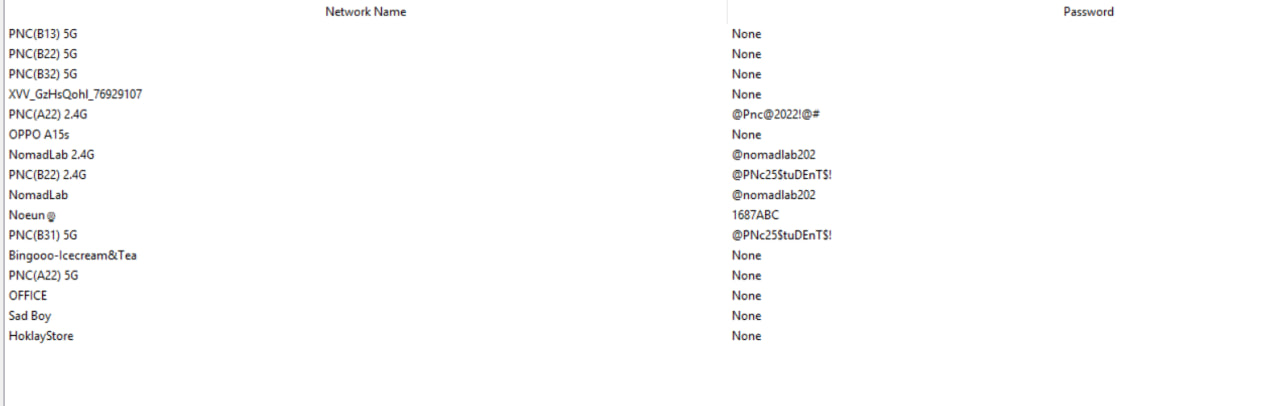 Network Name Password
PNC(B13) 5G None
PNC(B22) 5G None
PNC(B32) 5G None
XVV_GzHsQohI_76929107 None
PNC(A22) 2.4G @Pnc@2022!@#
OPPO A15s None
NomadLab 2.4G @nomadlab202
PNC(B22) 2.4G @PNc25$tuDEnT$!
NomadLab @nomadlab202
Noeun@ 1687ABC
PNC(B31) 5G @PNc25$tuDEnT$!
Bingooo-Icecream&Tea None
PNC(A22) 5G None
OFFICE None
Sad Boy None
HoklayStore None